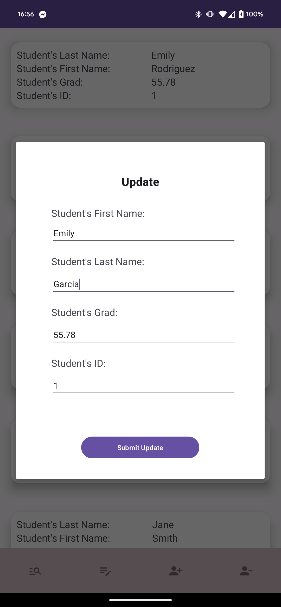 16:56
100%
Student's Last Name: Emily
Student's First Name: Rodriguez
Student's Grad: 55.78
Student's ID: 1
Update
Student's First Name:
Emily
Student's Last Name:
Garcia
Student's Grad:
55.78
Student's ID:
1
Submit Update
Student's Last Name: Jane
Student's First Name: Smith